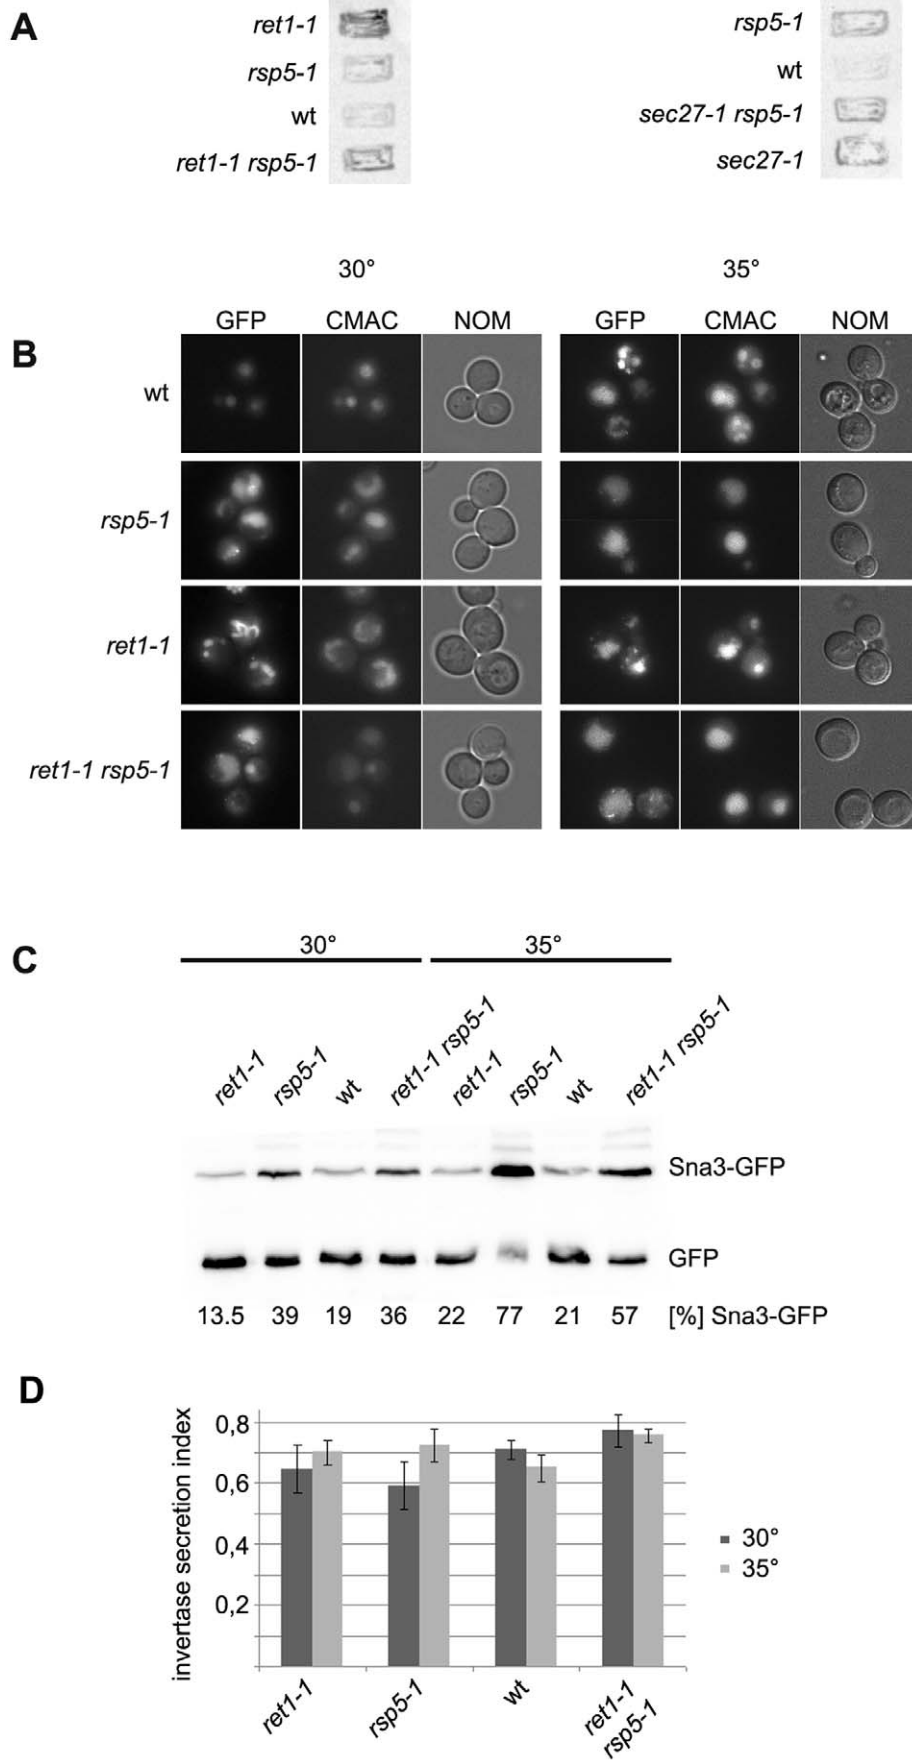 A
ret1-1
rsp5-1
wt
ret1-1 rsp5-1
rsp5-1
wt
sec27-1 rsp5-1
sec27-1
30° 35°
B
GFP CMAC NOM GFP CMAC NOM
wt
rsp5-1
ret1-1
ret1-1 rsp5-1
C
30° 35°
ret1-1 rsp5-1 wt ret1-1 rsp5-1 ret1-1 rsp5-1 wt ret1-1 rsp5-1
Sna3-GFP
GFP
13.5 39 19 36 22 77 21 57 [%] Sna3-GFP
D
invertase secretion index
0,8
0,6
0,4
0,2
30°
35°
ret1-1 rsp5-1 wt ret1-1
rsp5-1